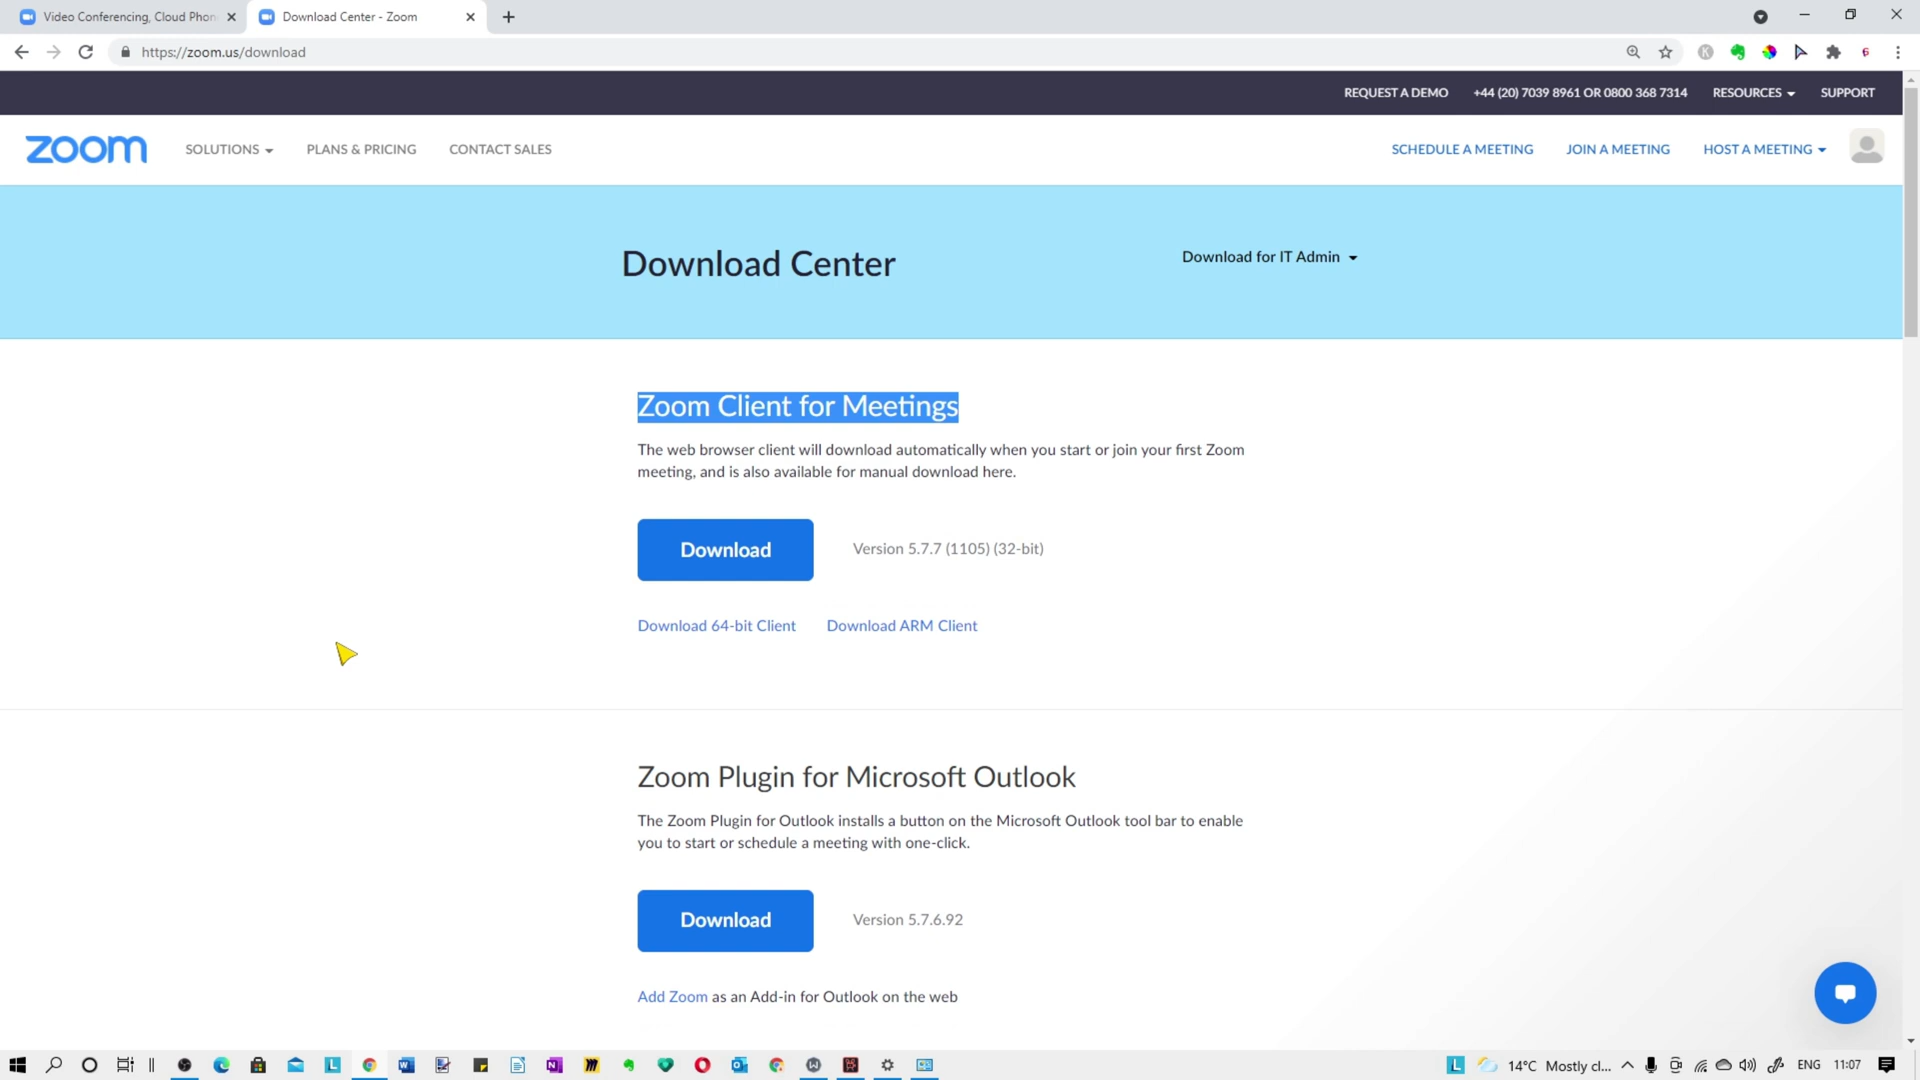 Video Conferencing, Cloud Phon
Download Center - Zoom
https://zoom.us/download
REQUEST A DEMO
+44 (20) 7039 8961 OR 0800 368 7314
RESOURCES
SUPPORT
zoom
SOLUTIONS
PLANS & PRICING
CONTACT SALES
SCHEDULE A MEETING
JOIN A MEETING
HOST A MEETING
Download Center
Download for IT Admin
Zoom Client for Meetings
The web browser client will download automatically when you start or join your first Zoom
meeting, and is also available for manual download here.
Download
Version 5.7.7 (1105) (32-bit)
Download 64-bit Client
Download ARM Client
Zoom Plugin for Microsoft Outlook
The Zoom Plugin for Outlook installs a button on the Microsoft Outlook tool bar to enable
you to start or schedule a meeting with one-click.
Download
Version 5.7.6.92
Add Zoom as an Add-in for Outlook on the web
14°C Mostly cl...
ENG
11:07